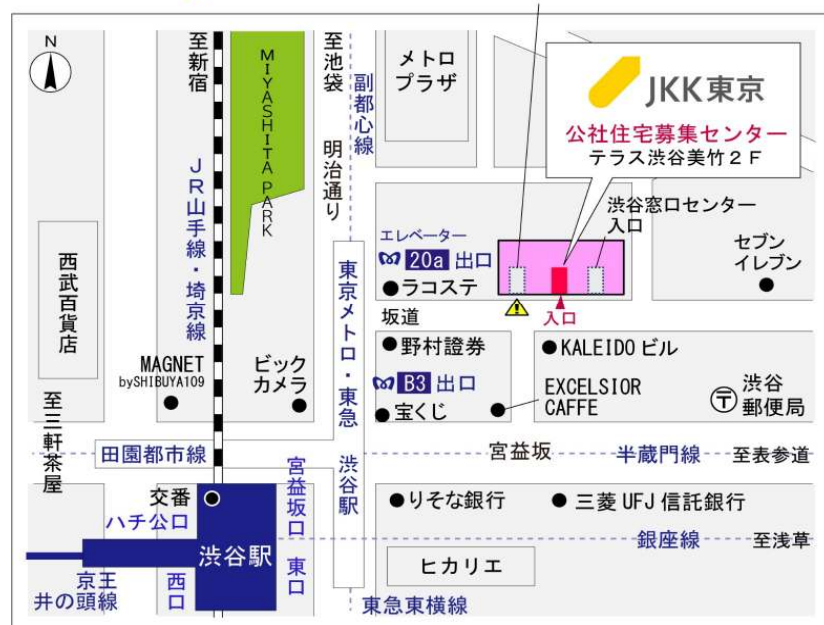 N
至新宿
MIYASHITA PARK
至池袋
副都心線
明治通り
メトロ
プラザ
JKK東京
公社住宅募集センター
テラス渋谷美竹2F
JR山手線・埼京線
西武百貨店
エレベーター
20a 出口
ラコステ
渋谷窓口センター
入口
セブン
イレブン
入口
坂道
東京メトロ・東急 渋谷駅
野村證券
KALEIDO ビル
MAGNET
bySHIBUYA109
ビック
カメラ
B3 出口
宝くじ
EXCELSIOR
CAFFE
〒 渋谷
郵便局
至三軒茶屋
田園都市線
宮益坂
半蔵門線
至表参道
交番
ハチ公口
宮益坂口
りそな銀行
三菱 UFJ 信託銀行
渋谷駅
銀座線
至浅草
京王
井の頭線
西口
東口
ヒカリエ
東急東横線